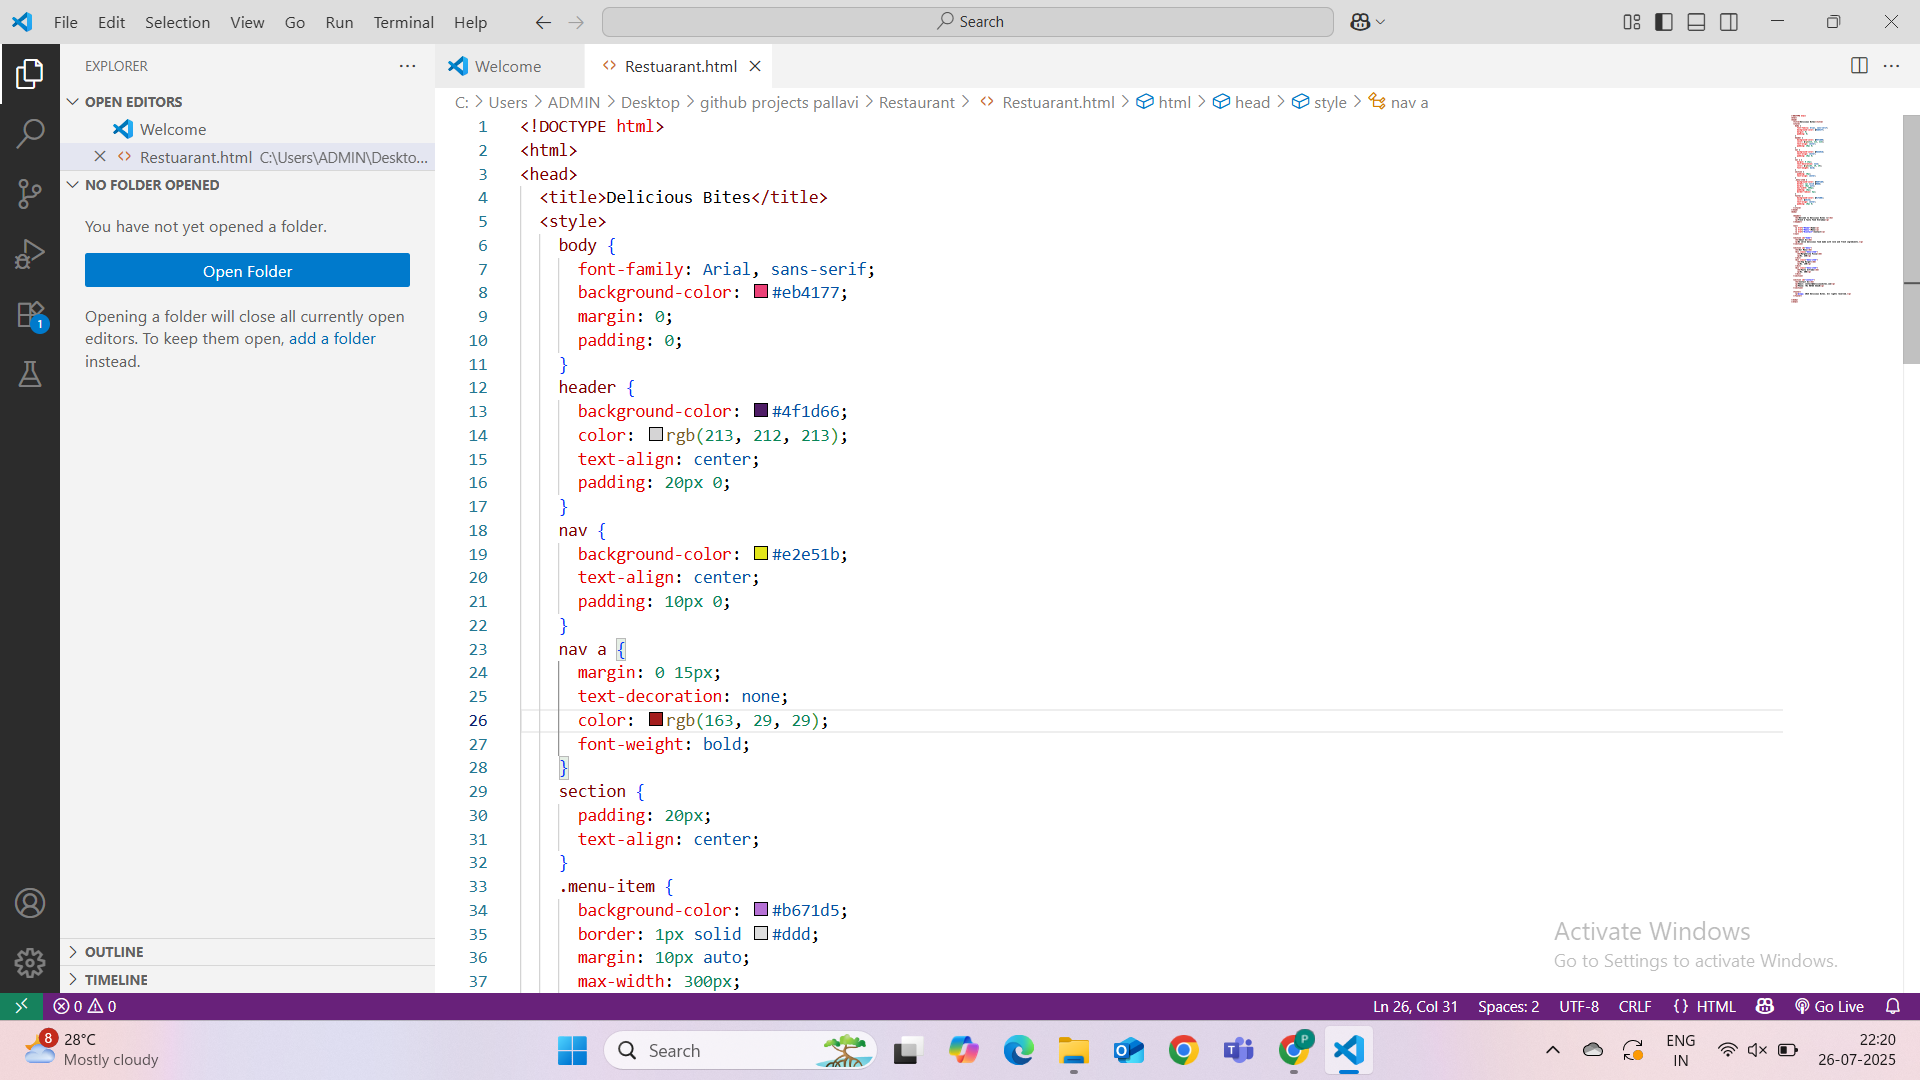 File Edit Selection View Go Run Terminal Help
Search
EXPLORER
OPEN EDITORS
Welcome
Restuarant.html C:\Users\ADMIN\Deskto...
NO FOLDER OPENED
You have not yet opened a folder.
Open Folder
Opening a folder will close all currently open
editors. To keep them open, add a folder
instead.
OUTLINE
TIMELINE
1
Welcome
Restuarant.html
C: > Users > ADMIN > Desktop > github projects pallavi > Restaurant > Restuarant.html > html > head > style > nav a
1 <!DOCTYPE html>
2 <html>
3 <head>
4 <title>Delicious Bites</title>
5 <style>
6 body {
7 font-family: Arial, sans-serif;
8 background-color: #eb4177;
9 margin: 0;
10 padding: 0;
11 }
12 header {
13 background-color: #4f1d66;
14 color: rgb(213, 212, 213);
15 text-align: center;
16 padding: 20px 0;
17 }
18 nav {
19 background-color: #e2e51b;
20 text-align: center;
21 padding: 10px 0;
22 }
23 nav a {
24 margin: 0 15px;
25 text-decoration: none;
26 color: rgb(163, 29, 29);
27 font-weight: bold;
28 }
29 section {
30 padding: 20px;
31 text-align: center;
32 }
33 .menu-item {
34 background-color: #b671d5;
35 border: 1px solid #ddd;
36 margin: 10px auto;
37 max-width: 300px;
Activate Windows
Go to Settings to activate Windows.
0 0
Ln 26, Col 31 Spaces: 2 UTF-8 CRLF {} HTML Go Live
8
28°C
Mostly cloudy
Search
P
ENG
IN
22:20
26-07-2025